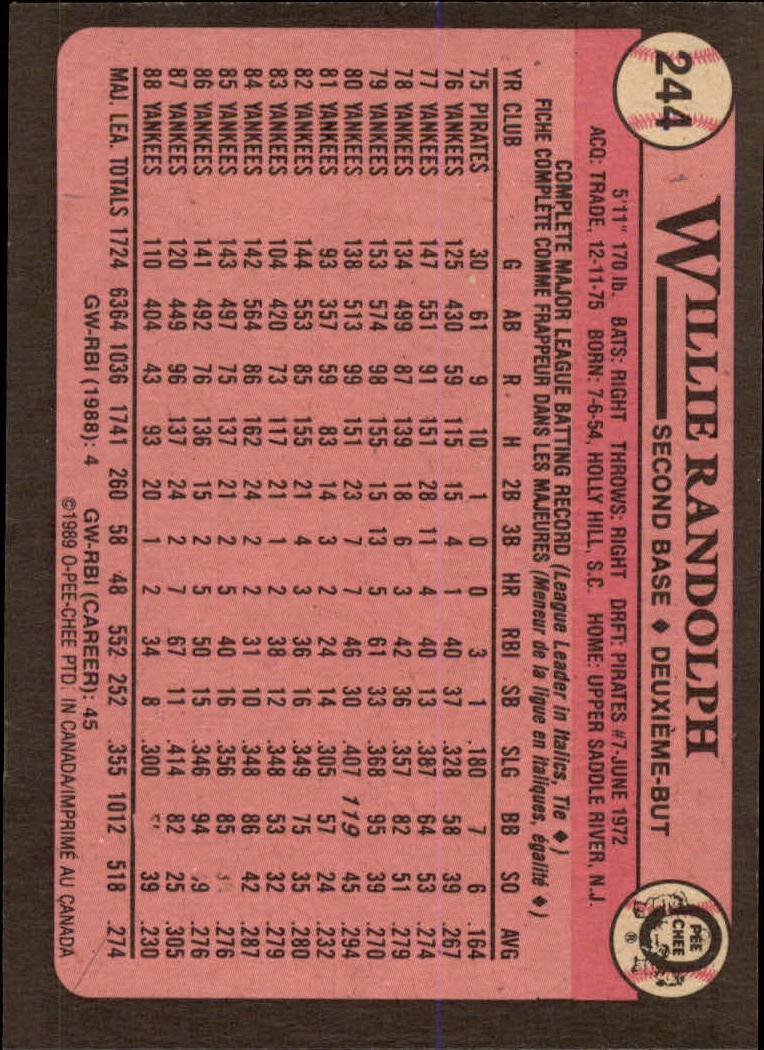 244
WILLIE RANDOLPH
SECOND BASE ♦ DEUXIÈME-BUT
O PEE CHEE ®
5'11" 170 lb. BATS: RIGHT THROWS: RIGHT DRFT: PIRATES #7-JUNE 1972
ACQ: TRADE, 12-11-75 BORN: 7-6-54, HOLLY HILL, S.C. HOME: UPPER SADDLE RIVER, N.J.
COMPLETE MAJOR LEAGUE BATTING RECORD (League Leader in Italics, Tie ♦)
FICHE COMPLÈTE COMME FRAPPEUR DANS LES MAJEURES (Meneur de la ligue en italiques, égalité ♦)
YR CLUB G AB R H 2B 3B HR RBI SB SLG BB SO AVG
75 PIRATES 30 61 9 10 1 0 0 3 1 .180 7 6 .164
76 YANKEES 125 430 59 115 15 4 1 40 37 .328 58 39 .267
77 YANKEES 147 551 91 151 28 11 4 40 13 .387 64 53 .274
78 YANKEES 134 499 87 139 18 6 3 42 36 .357 82 51 .279
79 YANKEES 153 574 98 155 15 13 5 61 33 .368 95 39 .270
80 YANKEES 138 513 99 151 23 7 7 46 30 .407 119 45 .294
81 YANKEES 93 357 59 83 14 3 2 24 14 .305 57 24 .232
82 YANKEES 144 553 85 155 21 4 3 36 16 .349 75 35 .280
83 YANKEES 104 420 73 117 21 1 2 38 12 .348 53 32 .279
84 YANKEES 142 564 86 162 24 2 2 31 10 .348 86 42 .287
85 YANKEES 143 497 75 137 21 2 5 40 16 .356 85 .276
86 YANKEES 141 492 76 136 15 2 5 50 15 .346 94 .276
87 YANKEES 120 449 96 137 24 2 7 67 11 .414 82 25 .305
88 YANKEES 110 404 43 93 20 1 2 34 8 .300 39 .230
MAJ. LEA. TOTALS 1724 6364 1036 1741 260 58 48 552 252 .355 1012 518 .274
GW-RBI (1988): 4 GW-RBI (CAREER): 45
©1989 O-PEE-CHEE PTD. IN CANADA/IMPRIMÉ AU CANADA